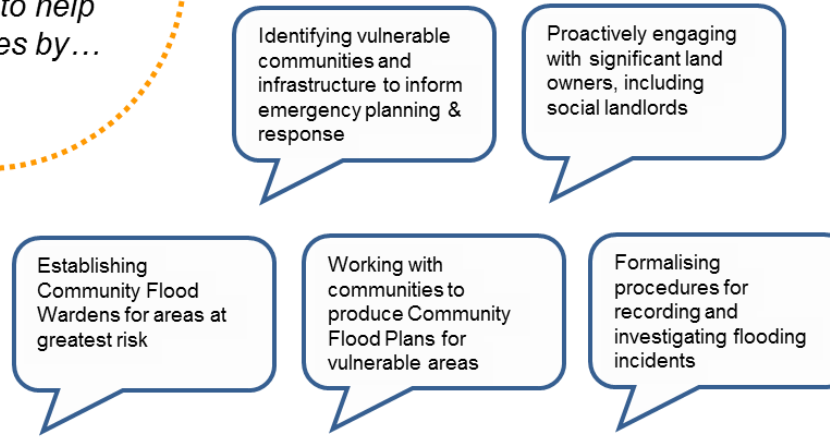 to help
es by…
Identifying vulnerable
communities and
infrastructure to inform
emergency planning &
response
Proactively engaging
with significant land
owners, including
social landlords
Establishing
Community Flood
Wardens for areas at
greatest risk
Working with
communities to
produce Community
Flood Plans for
vulnerable areas
Formalising
procedures for
recording and
investigating flooding
incidents